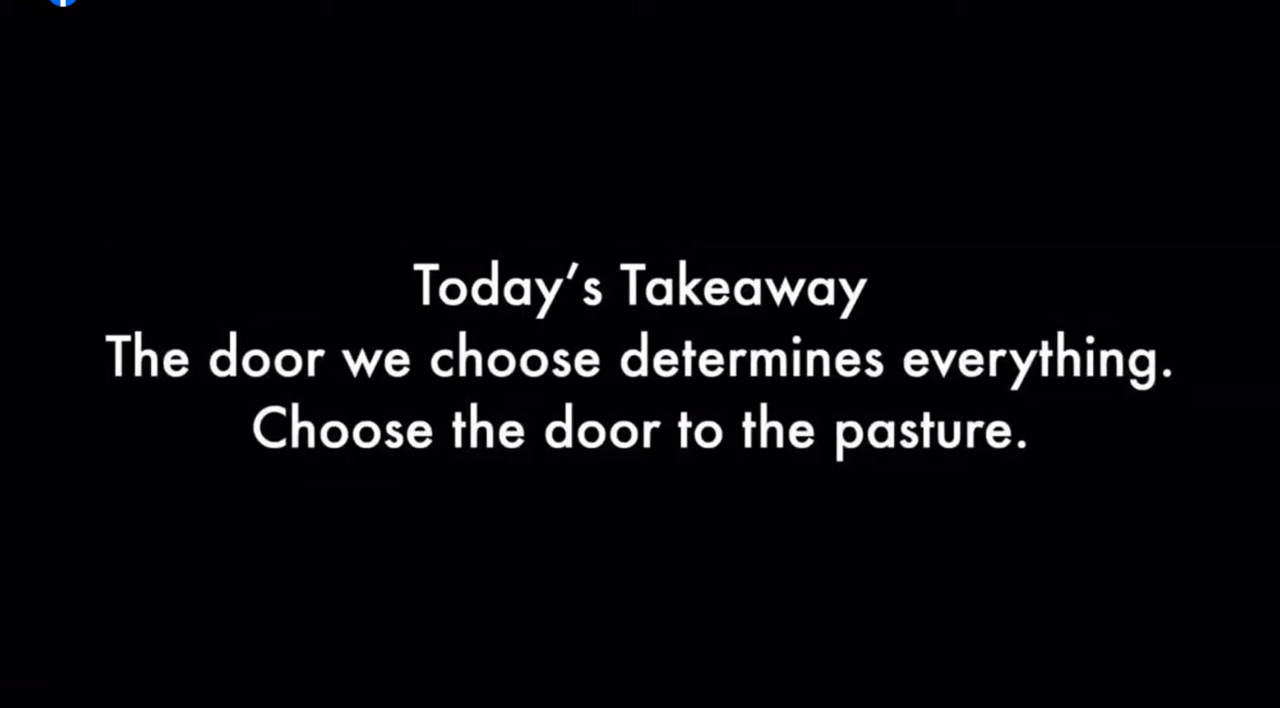 Today’s Takeaway
The door we choose determines everything.
Choose the door to the pasture.